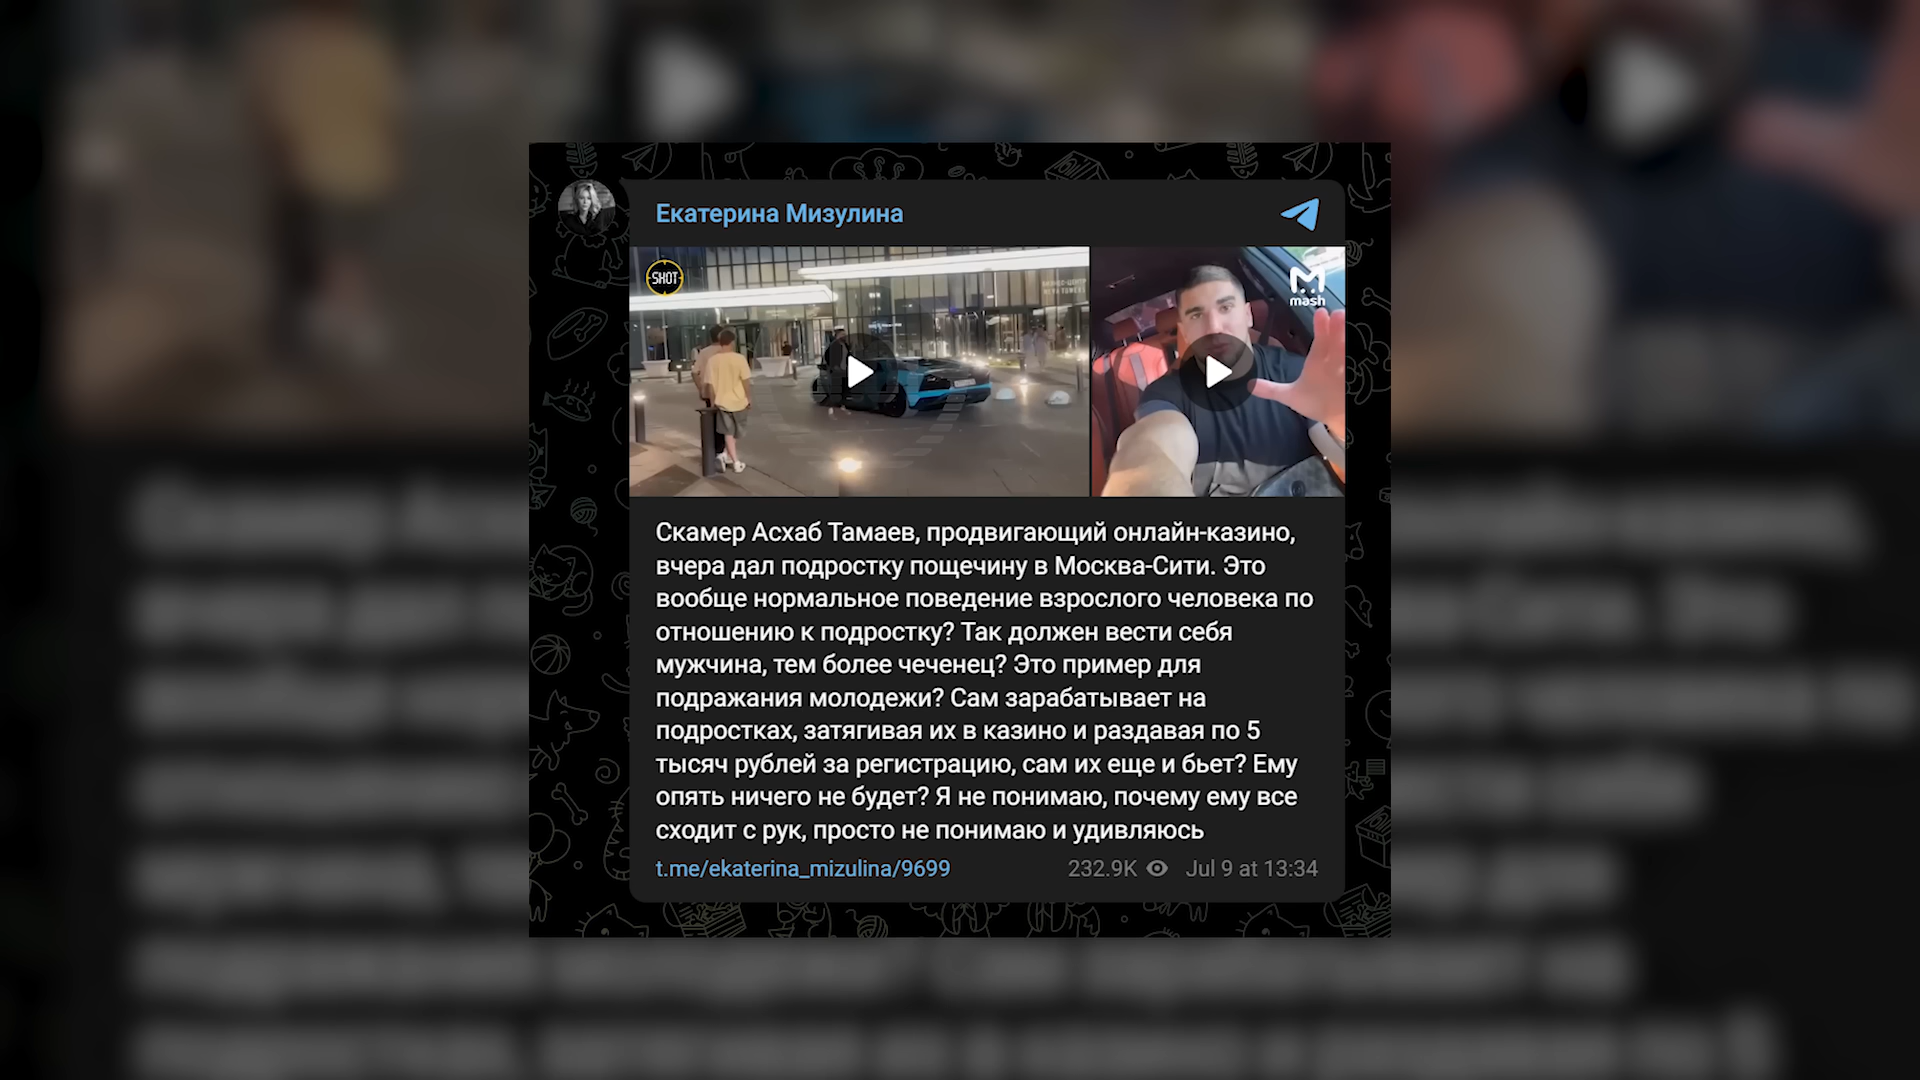 Екатерина Мизулина
SHOT
mash
Скамер Асхаб Тамаев, продвигающий онлайн-казино,
вчера дал подростку пощечину в Москва-Сити. Это
вообще нормальное поведение взрослого человека по
отношению к подростку? Так должен вести себя
мужчина, тем более чеченец? Это пример для
подражания молодежи? Сам зарабатывает на
подростках, затягивая их в казино и раздавая по 5
тысяч рублей за регистрацию, сам их еще и бьет? Ему
опять ничего не будет? Я не понимаю, почему ему все
сходит с рук, просто не понимаю и удивляюсь
t.me/ekaterina_mizulina/9699 232.9K Jul 9 at 13:34